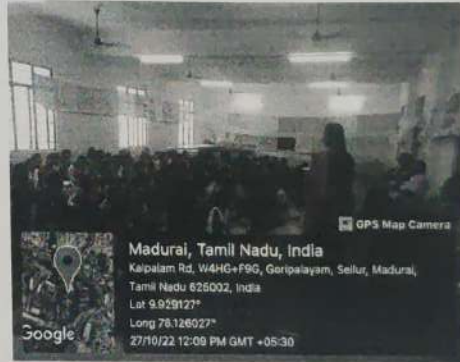 GPS Map Camera
Madurai, Tamil Nadu, India
Kalpalam Rd, W4HG+F9G, Goripalayam, Sellur, Madurai,
Tamil Nadu 625002, India
Lat 9.929127°
Long 78.126027°
27/10/22 12:09 PM GMT +05:30
Google